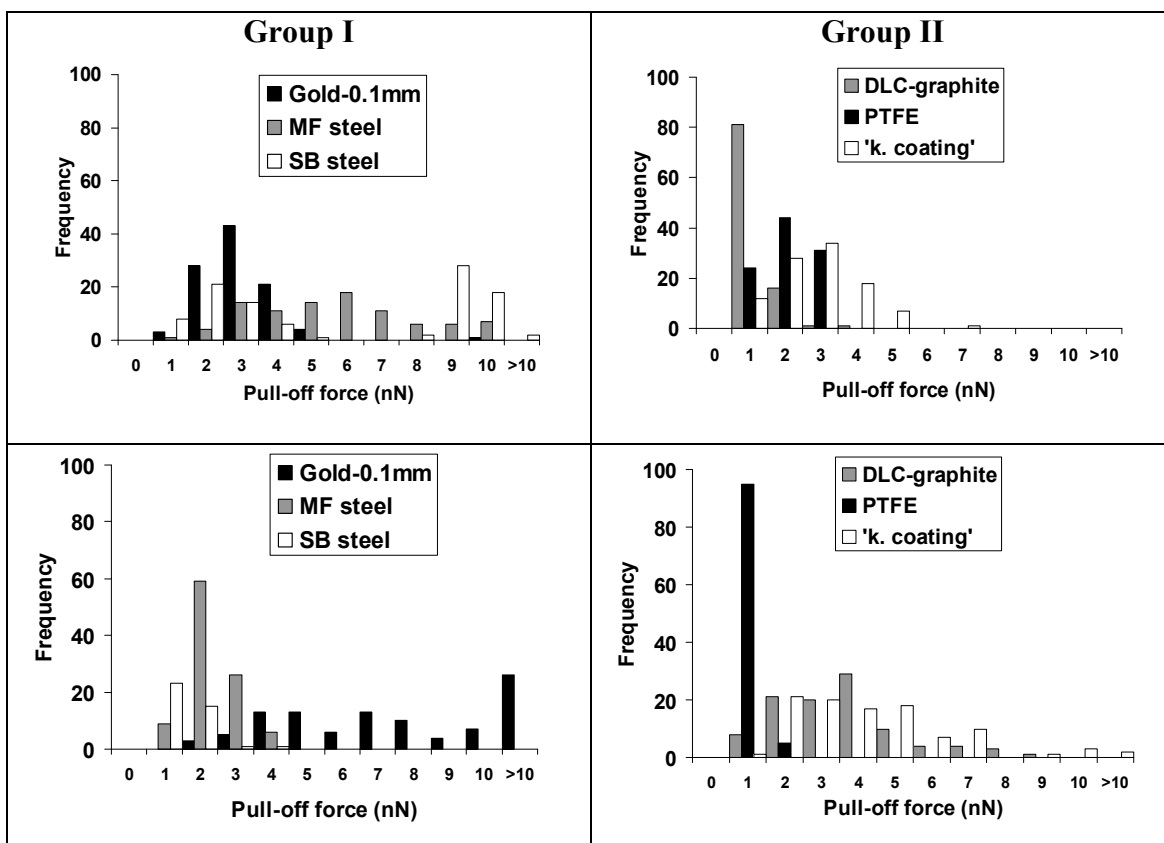 Group I
100
80
60
40
20
0
Frequency
Gold-0.1mm
MF steel
SB steel
0 1 2 3 4 5 6 7 8 9 10 >10
Pull-off force (nN)
Group II
100
80
60
40
20
0
Frequency
DLC-graphite
PTFE
'k. coating'
0 1 2 3 4 5 6 7 8 9 10 >10
Pull-off force (nN)
100
80
60
40
20
0
Frequency
Gold-0.1mm
MF steel
SB steel
0 1 2 3 4 5 6 7 8 9 10 >10
Pull-off force (nN)
100
80
60
40
20
0
Frequency
DLC-graphite
PTFE
'k. coating'
0 1 2 3 4 5 6 7 8 9 10 >10
Pull-off force (nN)